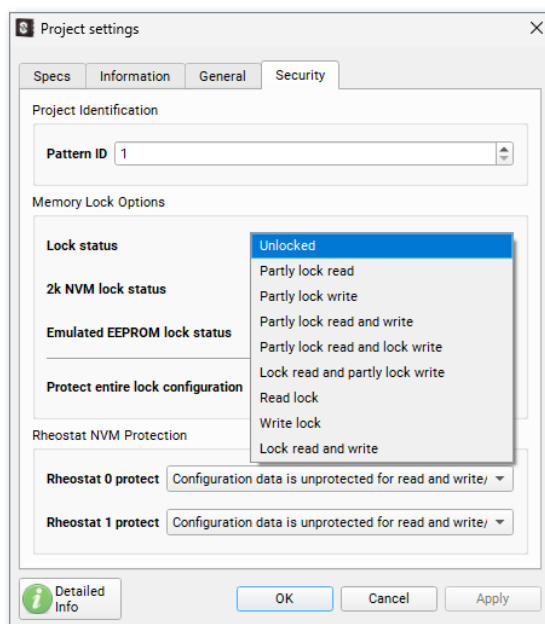 Project settings
Specs Information General Security
Project Identification
Pattern ID 1
Memory Lock Options
Lock status Unlocked
Partly lock read
2k NVM lock status
Partly lock write
Partly lock read and write
Emulated EEPROM lock status
Partly lock read and lock write
Lock read and partly lock write
Protect entire lock configuration
Read lock
Write lock
Lock read and write
Rheostat NVM Protection
Rheostat 0 protect Configuration data is unprotected for read and write/
Rheostat 1 protect Configuration data is unprotected for read and write/
Detailed
Info
OK Cancel Apply